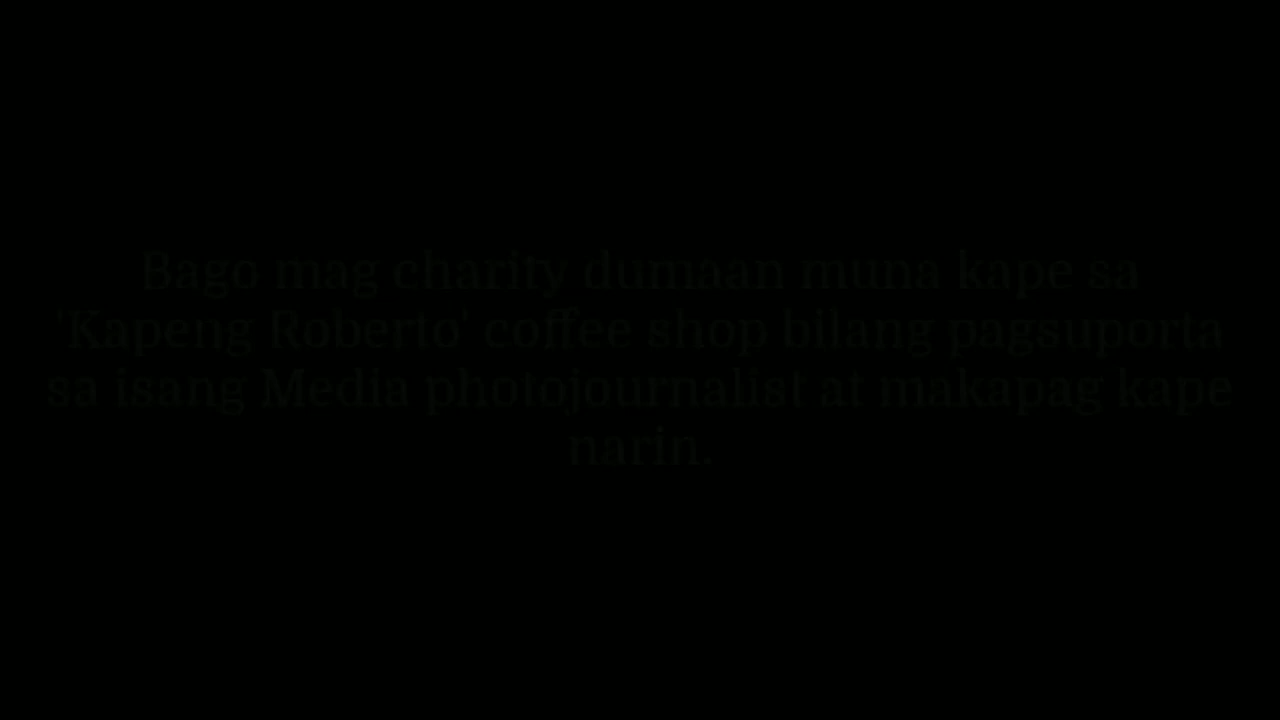 Bago mag charity dumaan muna kape sa
'Kapeng Roberto' coffee shop bilang pagsuporta
sa isang Media photojournalist at makapag kape
narin.